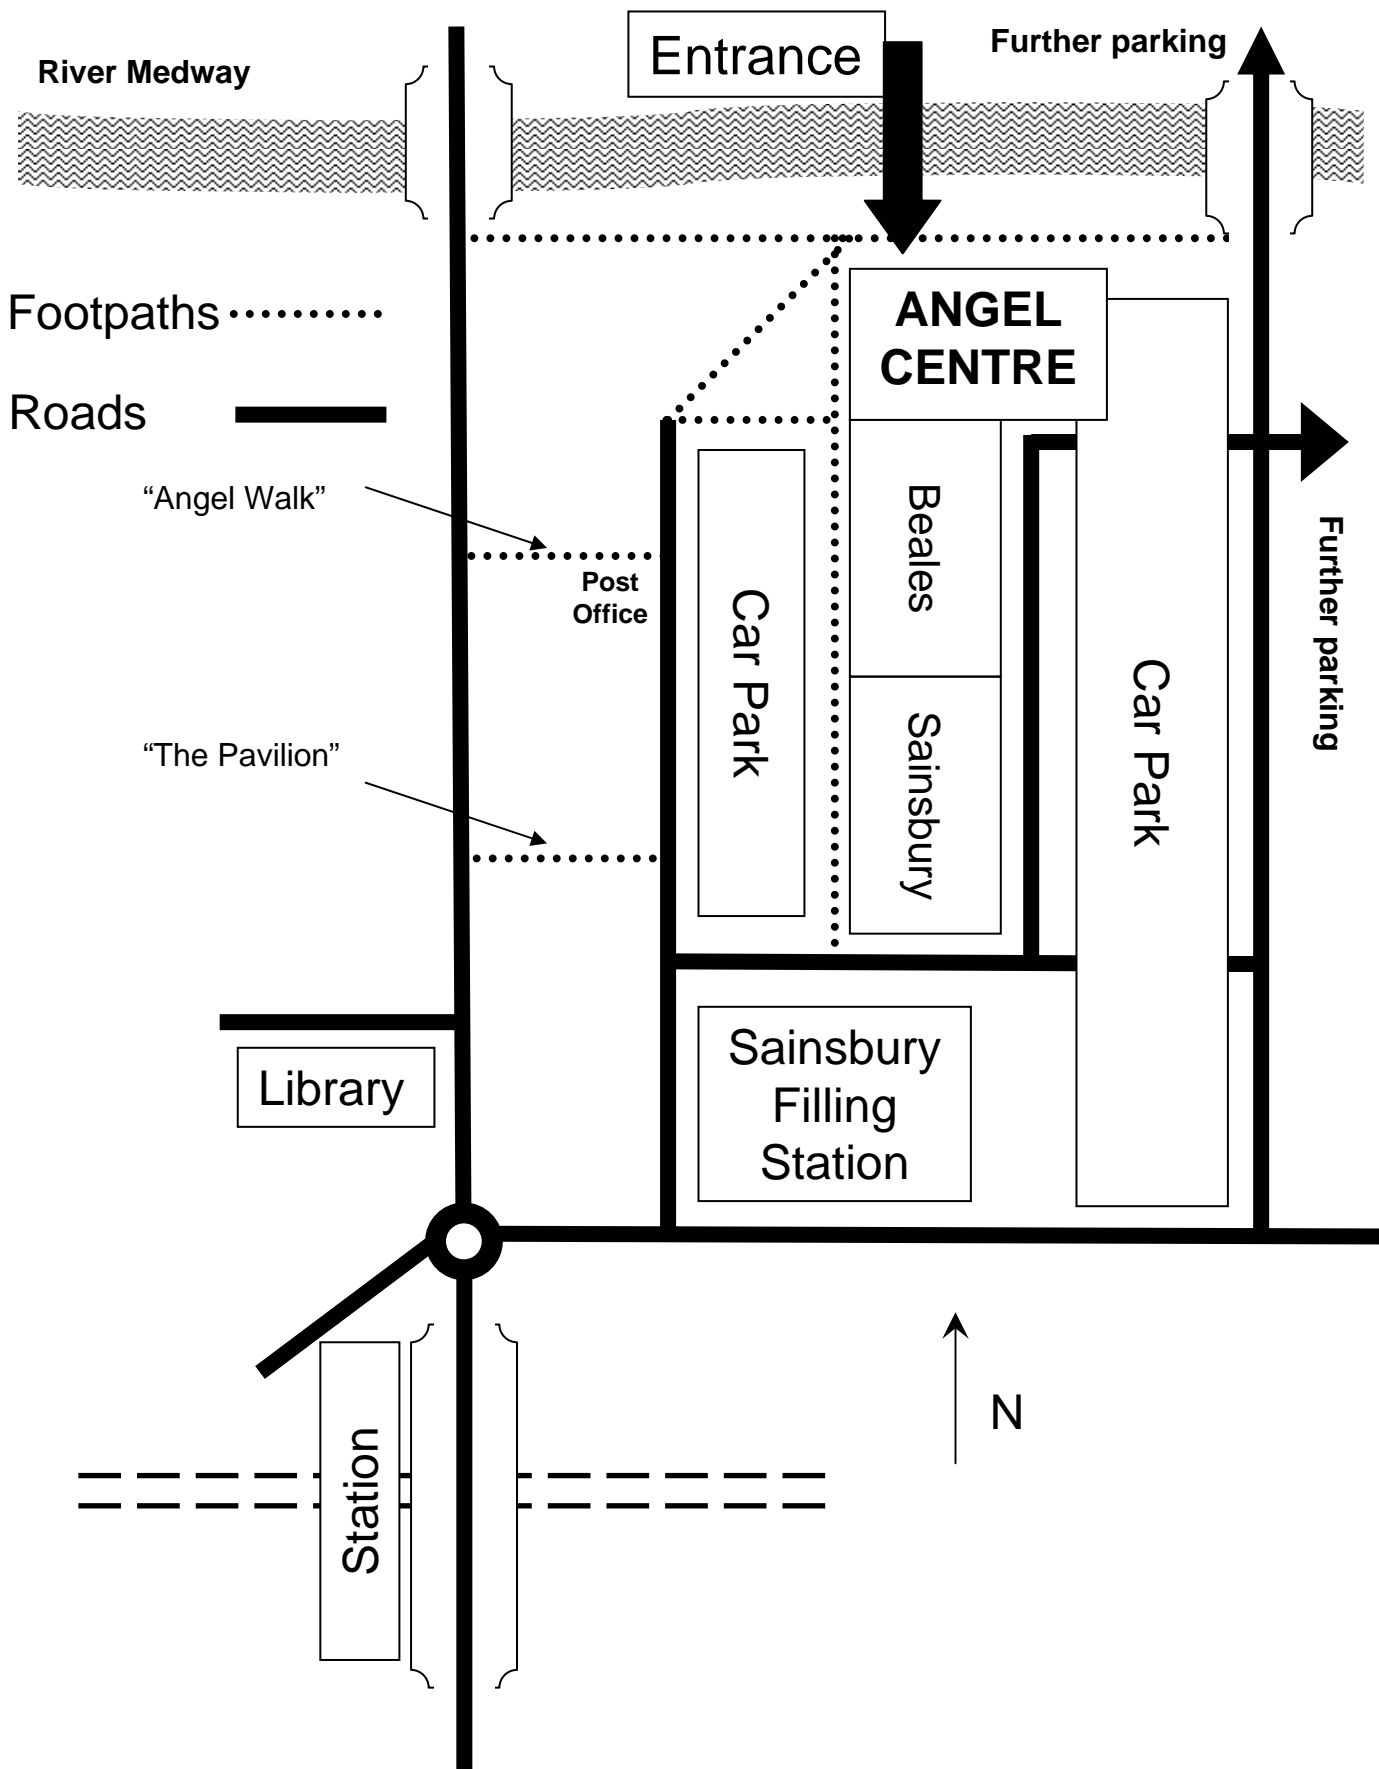 Entrance
Further parking
River Medway
Footpaths
ANGEL
CENTRE
Roads
“Angel Walk”
Beales
Post
Office
Car Park
Further parking
Car Park
Sainsbury
“The Pavilion”
Library
Sainsbury
Filling
Station
N
Station